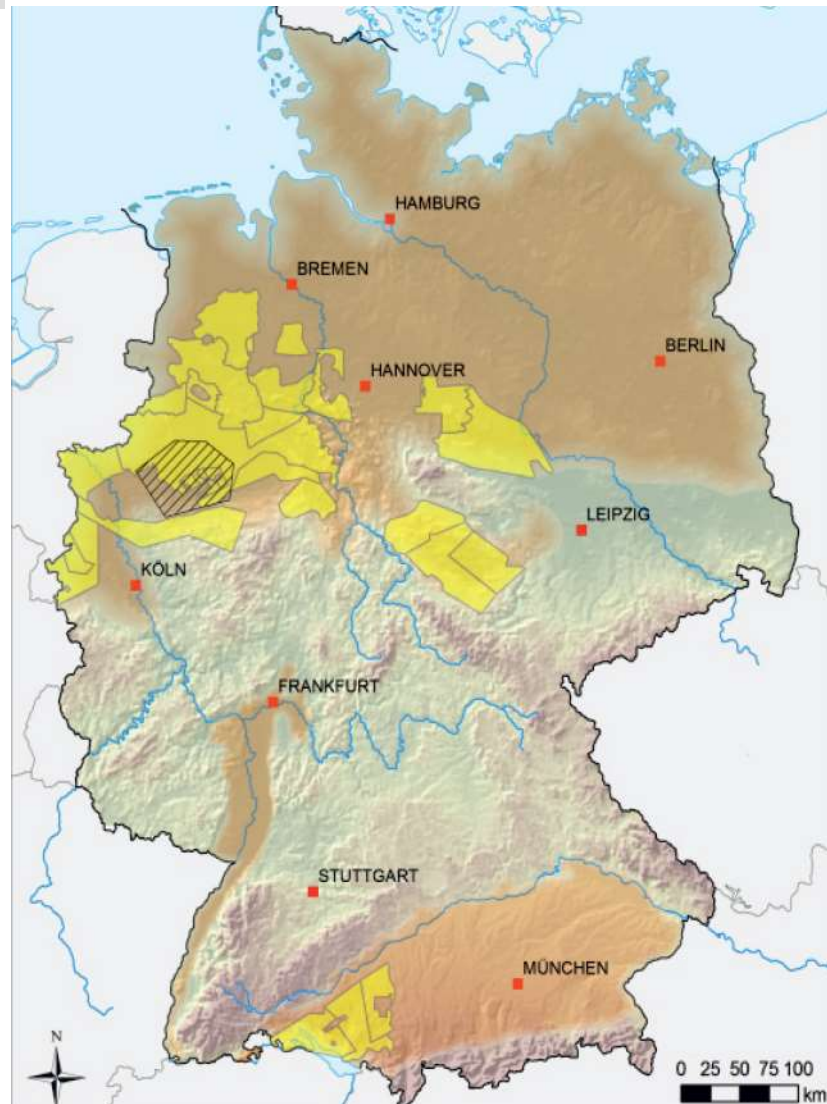 HAMBURG
BREMEN
BERLIN
HANNOVER
LEIPZIG
KÖLN
FRANKFURT
STUTTGART
MÜNCHEN
N
0 25 50 75 100
km